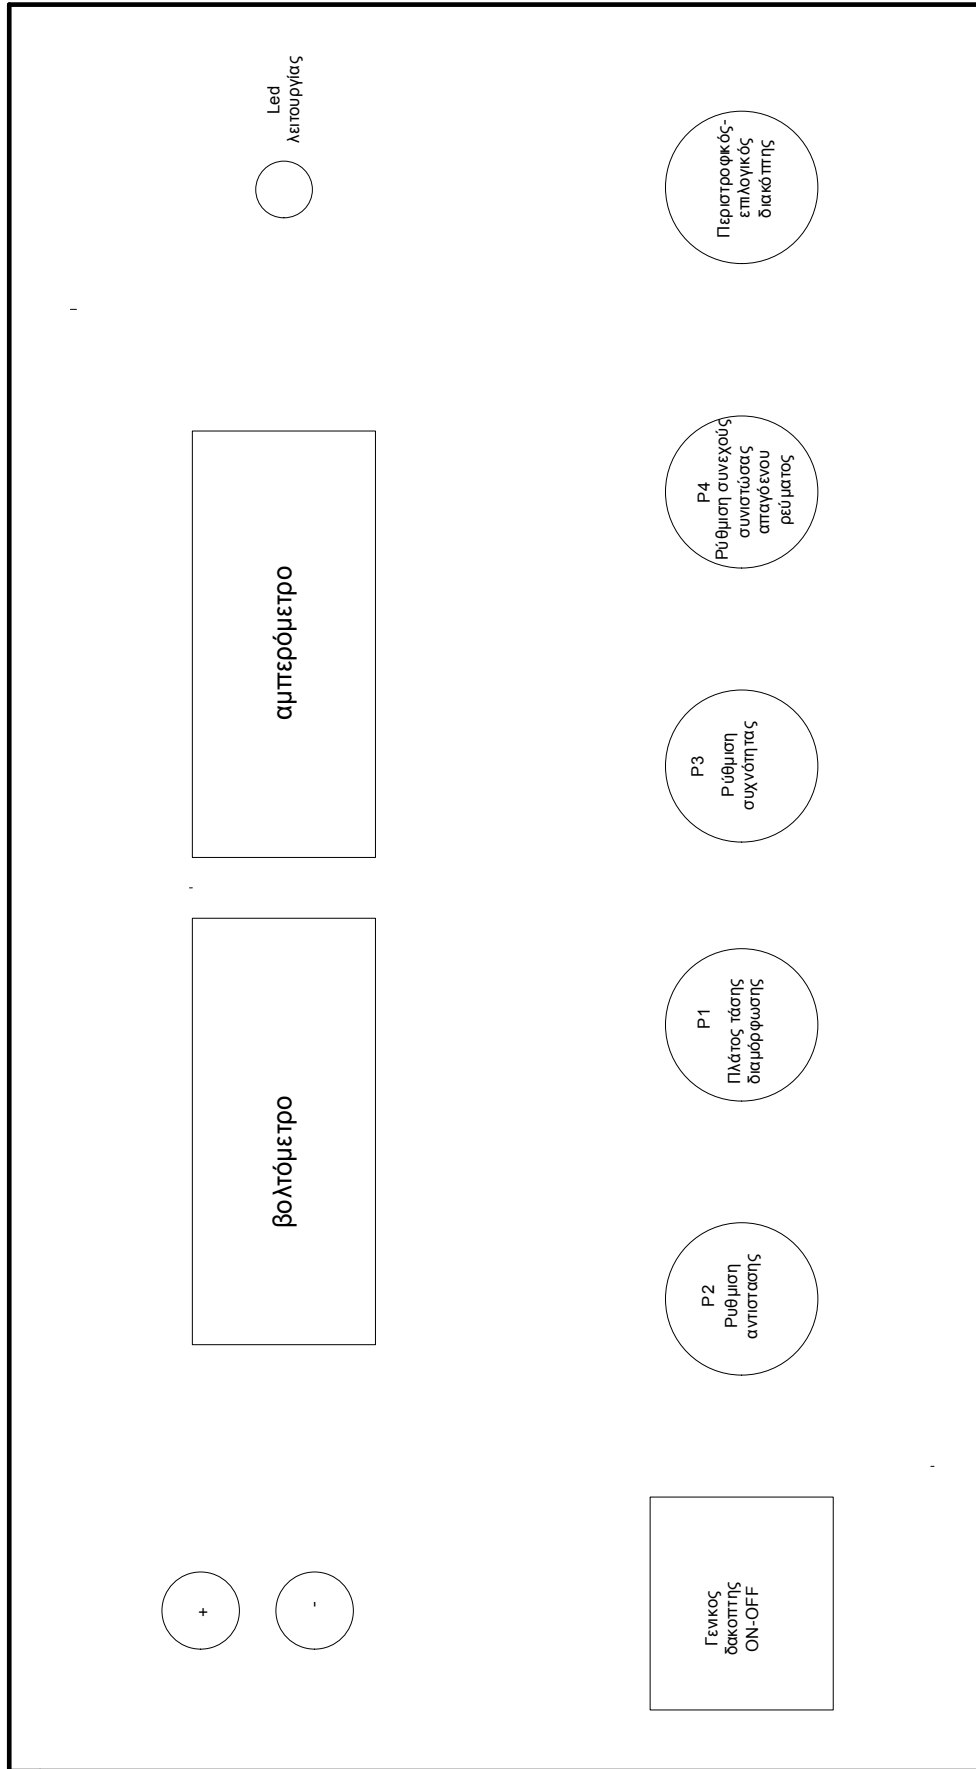 +
-
βολτόμετρο
αμπερόμετρο
Led
λειτουργίας
Γενικος
δακοπτης
ON-OFF
P2
Ρυθμιση
αντιστασης
P1
Πλάτος τάσης
διαμόρφωσης
P3
Ρύθμιση
συχνότητας
P4
Ρύθμιση συνεχούς
συνιστώσας
απαγόενου
ρεύματος
Περιστροφικός-
επιλογικός
διακόπτης